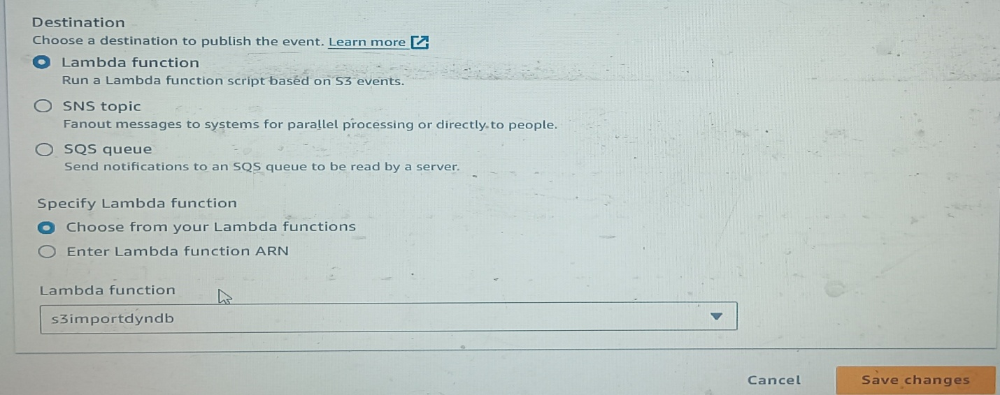 Destination
Choose a destination to publish the event. Learn more
Lambda function
Run a Lambda function script based on S3 events.
SNS topic
Fanout messages to systems for parallel processing or directly to people.
SQS queue
Send notifications to an SQS queue to be read by a server.
Specify Lambda function
Choose from your Lambda functions
Enter Lambda function ARN
Lambda function
s3importdyndb
Cancel
Save changes